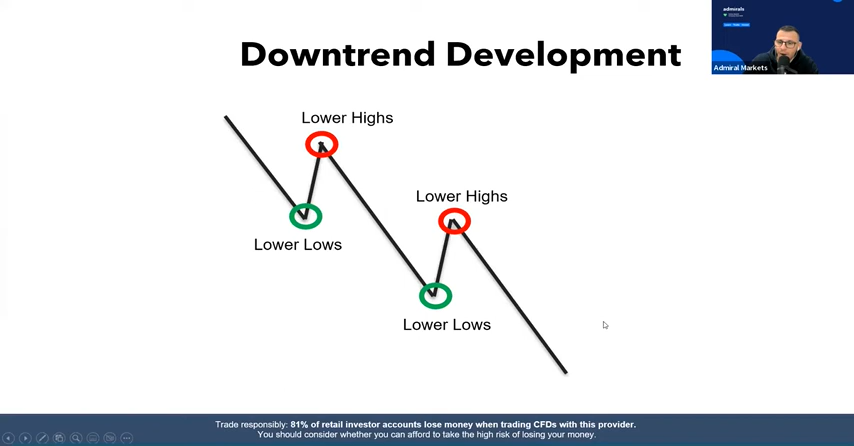 admirals
Downtrend Development
Admiral Markets
Lower Highs
Lower Highs
Lower Lows
Lower Lows
Trade responsibly: 81% of retail investor accounts lose money when trading CFDs with this provider.
You should consider whether you can afford to take the high risk of losing your money.